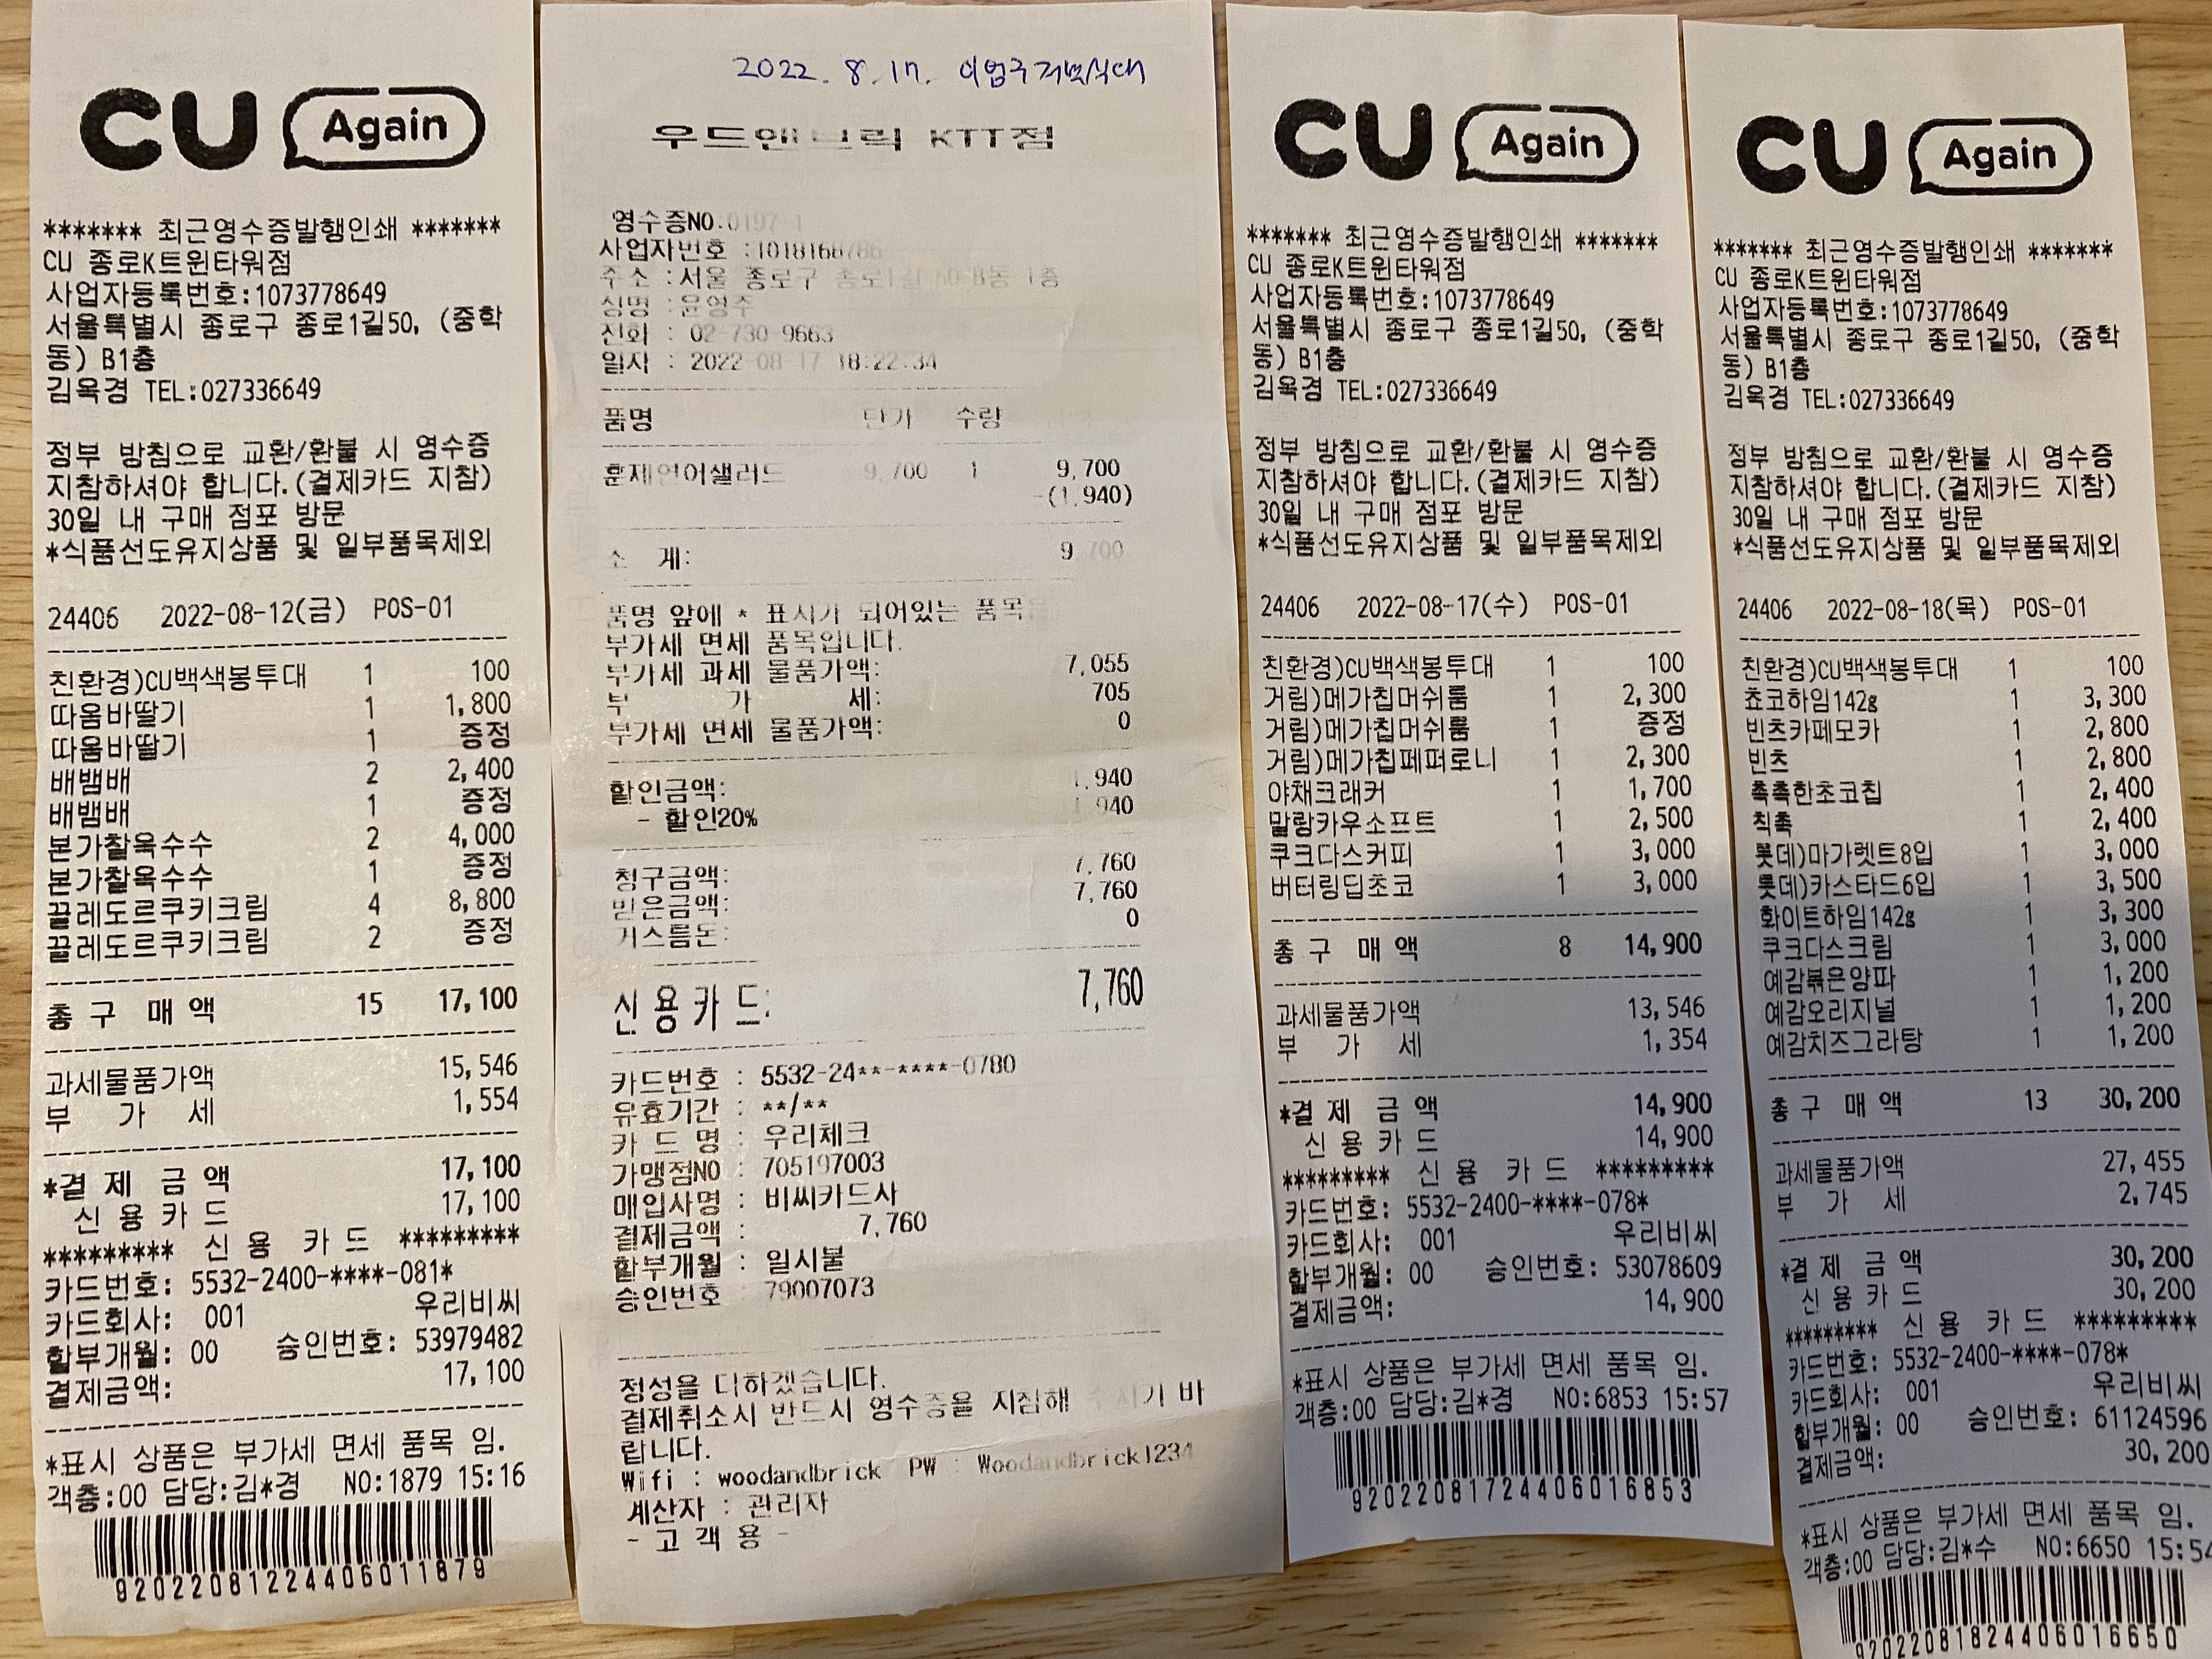 CU Again
******* 최근영수증발행인쇄 *******
CU 종로K트윈타워점
사업자등록번호:1073778649
서울특별시 종로구 종로1길50, (중학
동) B1층
김옥경 TEL:027336649
정부 방침으로 교환/환불 시 영수증
지참하셔야 합니다.(결제카드 지참)
30일 내 구매 점포 방문
*식품선도유지상품 및 일부품목제외
24406 2022-08-12(금) POS-01
친환경)CU백색봉투대 1 100
따옴바딸기 1 1,800
따옴바딸기 1 증정
배뱀배 2 2,400
배뱀배 1 증정
본가찰옥수수 2 4,000
본가찰옥수수 1 증정
끌레도르쿠키크림 4 8,800
끌레도르쿠키크림 2 증정
총 구 매 액 15 17,100
과세물품가액 15,546
부 가 세 1,554
*결 제 금 액 17,100
신 용 카 드 17,100
********* 신 용 카 드 *********
카드번호: 5532-2400-****-081*
카드회사: 001 우리비씨
할부개월: 00 승인번호: 53979482
결제금액: 17,100
*표시 상품은 부가세 면세 품목 임.
객층:00 담당:김*경 NO:1879 15:16
92022081224406011879
2022. 8. 17. 이업구저녁식대
우드앤브릭 KTT점
영수증NO.0197-1
사업자번호 :1018168786
주소 :서울 종로구 종로1길 50 B동 1층
성명 :윤영주
전화 : 02-730-9663
일자 : 2022-08-17 18:22:34
품명 단가 수량
훈제연어샐러드 9,700 1 9,700
-(1,940)
소 계: 9,700
품명 앞에 * 표시가 되어있는 품목은
부가세 면세 품목입니다.
부가세 과세 물품가액: 7,055
부 가 세: 705
부가세 면세 물품가액: 0
할인금액: 1,940
- 할인20% 1,940
청구금액: 7,760
받은금액: 7,760
거스름돈: 0
신 용 카 드: 7,760
카드번호 : 5532-24**-****-0780
유효기간 : **/**
카 드 명 : 우리체크
가맹점NO : 705197003
매입사명 : 비씨카드사
결제금액 : 7,760
할부개월 : 일시불
승인번호 : 79007073
정성을 다하겠습니다.
결제취소시 반드시 영수증을 지참해 주시기 바
랍니다.
Wifi : woodandbrick PW : Woodandbrick1234
계산자 : 관리자
- 고 객 용 -
CU Again
******* 최근영수증발행인쇄 *******
CU 종로K트윈타워점
사업자등록번호:1073778649
서울특별시 종로구 종로1길50, (중학
동) B1층
김옥경 TEL:027336649
정부 방침으로 교환/환불 시 영수증
지참하셔야 합니다.(결제카드 지참)
30일 내 구매 점포 방문
*식품선도유지상품 및 일부품목제외
24406 2022-08-17(수) POS-01
친환경)CU백색봉투대 1 100
거림)메가칩머쉬룸 1 2,300
거림)메가칩머쉬룸 1 증정
거림)메가칩페퍼로니 1 2,300
야채크래커 1 1,700
말랑카우소프트 1 2,500
쿠크다스커피 1 3,000
버터링딥초코 1 3,000
총 구 매 액 8 14,900
과세물품가액 13,546
부 가 세 1,354
*결 제 금 액 14,900
신 용 카 드 14,900
********* 신 용 카 드 *********
카드번호: 5532-2400-****-078*
카드회사: 001 우리비씨
할부개월: 00 승인번호: 53078609
결제금액: 14,900
*표시 상품은 부가세 면세 품목 임.
객층:00 담당:김*경 NO:6853 15:57
92022081724406016853
CU Again
******* 최근영수증발행인쇄 *******
CU 종로K트윈타워점
사업자등록번호:1073778649
서울특별시 종로구 종로1길50, (중학
동) B1층
김옥경 TEL:027336649
정부 방침으로 교환/환불 시 영수증
지참하셔야 합니다.(결제카드 지참)
30일 내 구매 점포 방문
*식품선도유지상품 및 일부품목제외
24406 2022-08-18(목) POS-01
친환경)CU백색봉투대 1 100
쵸코하임142g 1 3,300
빈츠카페모카 1 2,800
빈츠 1 2,800
촉촉한초코칩 1 2,400
칙촉 1 2,400
롯데)마가렛트8입 1 3,000
롯데)카스타드6입 1 3,500
화이트하임142g 1 3,300
쿠크다스크림 1 3,000
예감볶은양파 1 1,200
예감오리지널 1 1,200
예감치즈그라탕 1 1,200
총 구 매 액 13 30,200
과세물품가액 27,455
부 가 세 2,745
*결 제 금 액 30,200
신 용 카 드 30,200
********* 신 용 카 드 *********
카드번호: 5532-2400-****-078*
카드회사: 001 우리비씨
할부개월: 00 승인번호: 61124596
결제금액: 30,200
*표시 상품은 부가세 면세 품목 임.
객층:00 담당:김*수 NO:6650 15:54
92022081824406016650